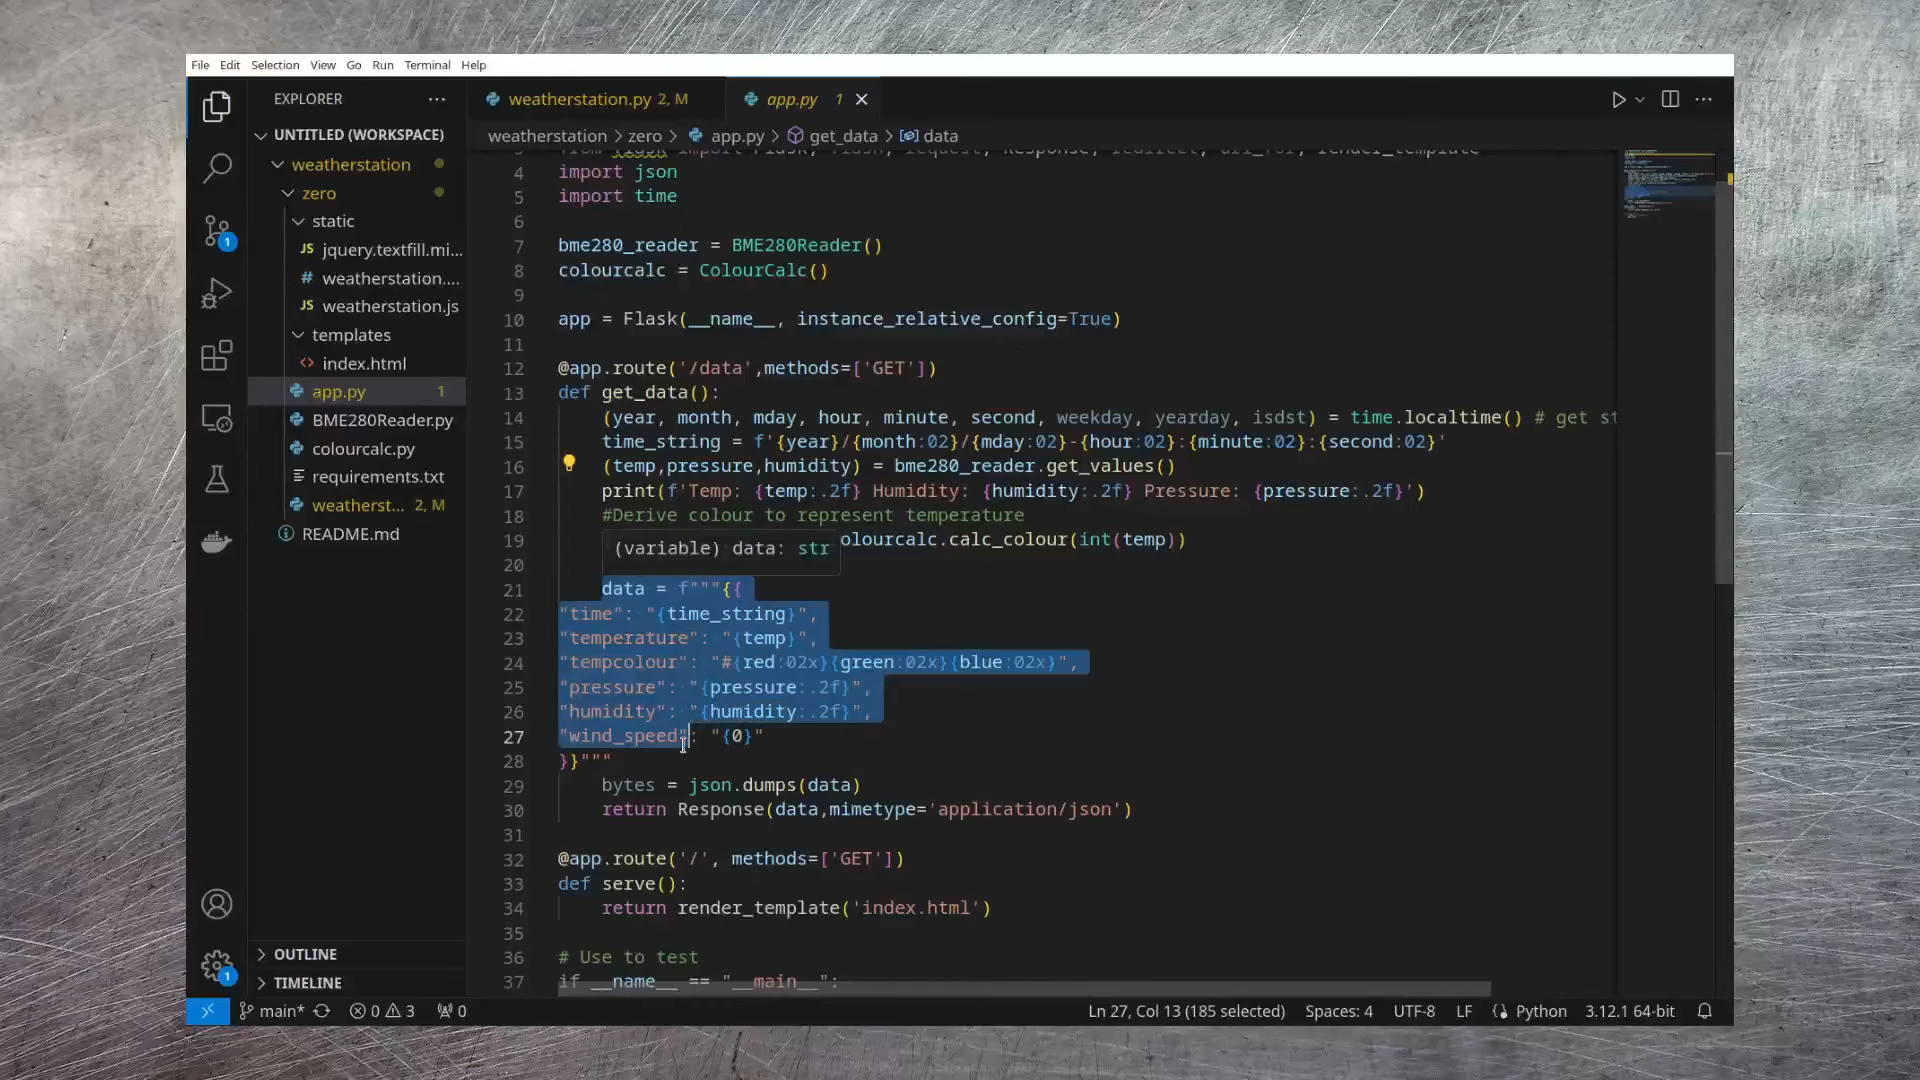 File Edit Selection View Go Run Terminal Help
EXPLORER
weatherstation.py 2, M
app.py 1
UNTITLED (WORKSPACE)
weatherstation
zero
static
JS jquery.textfill.mi...
# weatherstation....
JS weatherstation.js
templates
<> index.html
app.py 1
BME280Reader.py
colourcalc.py
requirements.txt
weatherst... 2, M
README.md
OUTLINE
TIMELINE
weatherstation > zero > app.py > get_data > data
4 import json
5 import time
6
7 bme280_reader = BME280Reader()
8 colourcalc = ColourCalc()
9
10 app = Flask(__name__, instance_relative_config=True)
11
12 @app.route('/data',methods=['GET'])
13 def get_data():
14 (year, month, mday, hour, minute, second, weekday, yearday, isdst) = time.localtime() # get st
15 time_string = f'{year}/{month:02}/{mday:02}-{hour:02}:{minute:02}:{second:02}'
16 (temp,pressure,humidity) = bme280_reader.get_values()
17 print(f'Temp: {temp:.2f} Humidity: {humidity:.2f} Pressure: {pressure:.2f}')
18 #Derive colour to represent temperature
(variable) data: str
19 olourcalc.calc_colour(int(temp))
20
21 data = f"""{{
22 "time": "{time_string}",
23 "temperature": "{temp}",
24 "tempcolour": "#{red:02x}{green:02x}{blue:02x}",
25 "pressure": "{pressure:.2f}",
26 "humidity": "{humidity:.2f}",
27 "wind_speed": "{0}"
28 }}"""
29 bytes = json.dumps(data)
30 return Response(data,mimetype='application/json')
31
32 @app.route('/', methods=['GET'])
33 def serve():
34 return render_template('index.html')
35
36 # Use to test
37 if __name__ == "__main__":
main* 0 3 0 Ln 27, Col 13 (185 selected) Spaces: 4 UTF-8 LF Python 3.12.1 64-bit